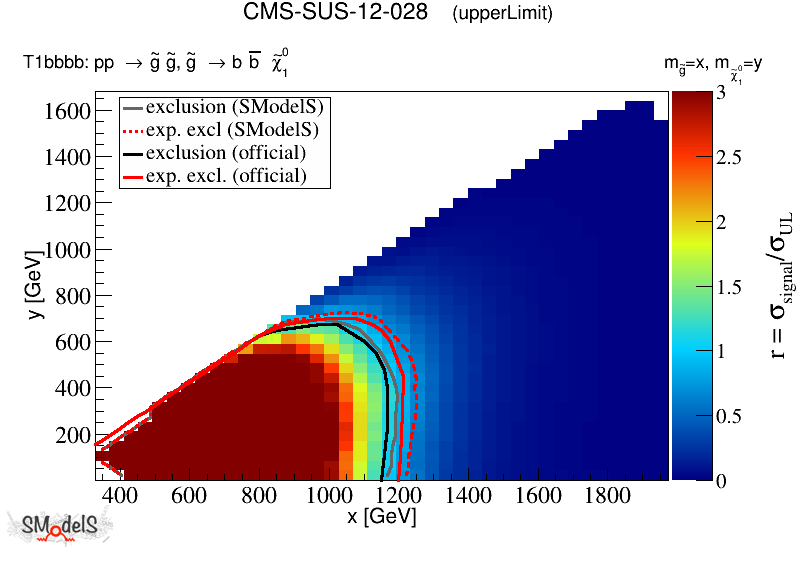 CMS-SUS-12-028 (upperLimit)
T1bbbb: pp → g̃ g̃, g̃ → b b̅ χ̃₁⁰
m_g̃=x, m_χ̃₁⁰=y
exclusion (SModelS)
exp. excl (SModelS)
exclusion (official)
exp. excl. (official)
y [GeV]
1600
1400
1200
1000
800
600
400
200
400 600 800 1000 1200 1400 1600 1800
x [GeV]
3
2.5
2
1.5
1
0.5
0
r = σ_signal/σ_UL
SModelS